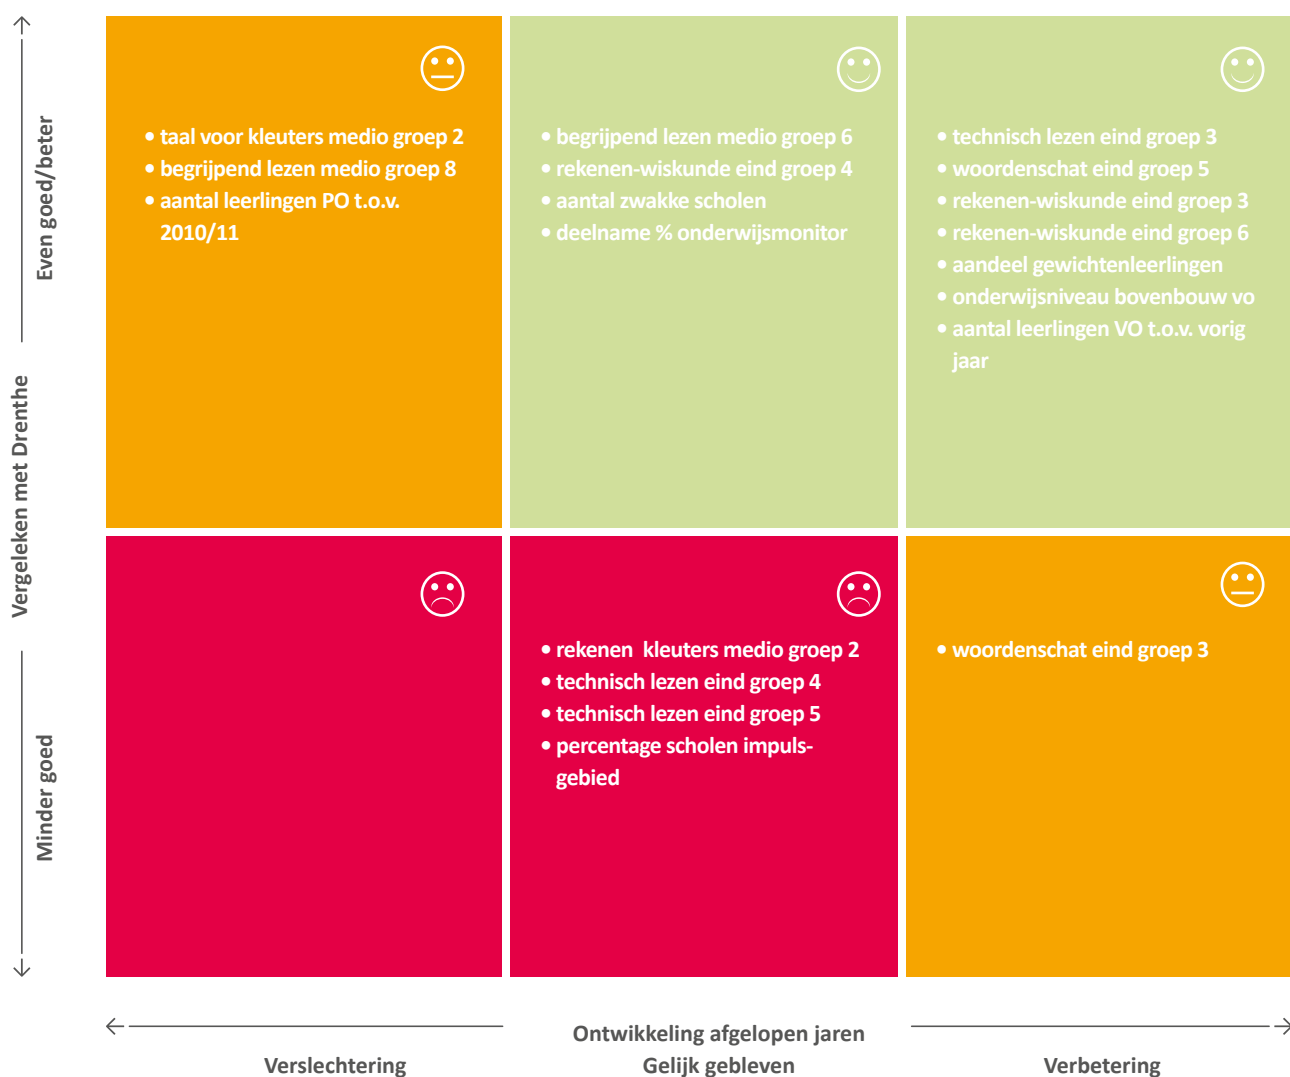 Vergeleken met Drenthe
Even goed/beter
• taal voor kleuters medio groep 2
• begrijpend lezen medio groep 8
• aantal leerlingen PO t.o.v.
2010/11
• begrijpend lezen medio groep 6
• rekenen-wiskunde eind groep 4
• aantal zwakke scholen
• deelname % onderwijsmonitor
• technisch lezen eind groep 3
• woordenschat eind groep 5
• rekenen-wiskunde eind groep 3
• rekenen-wiskunde eind groep 6
• aandeel gewichtenleerlingen
• onderwijsniveau bovenbouw vo
• aantal leerlingen VO t.o.v. vorig
jaar
Minder goed
• rekenen  kleuters medio groep 2
• technisch lezen eind groep 4
• technisch lezen eind groep 5
• percentage scholen impuls-
gebied
• woordenschat eind groep 3
Ontwikkeling afgelopen jaren
Verslechtering
Gelijk gebleven
Verbetering